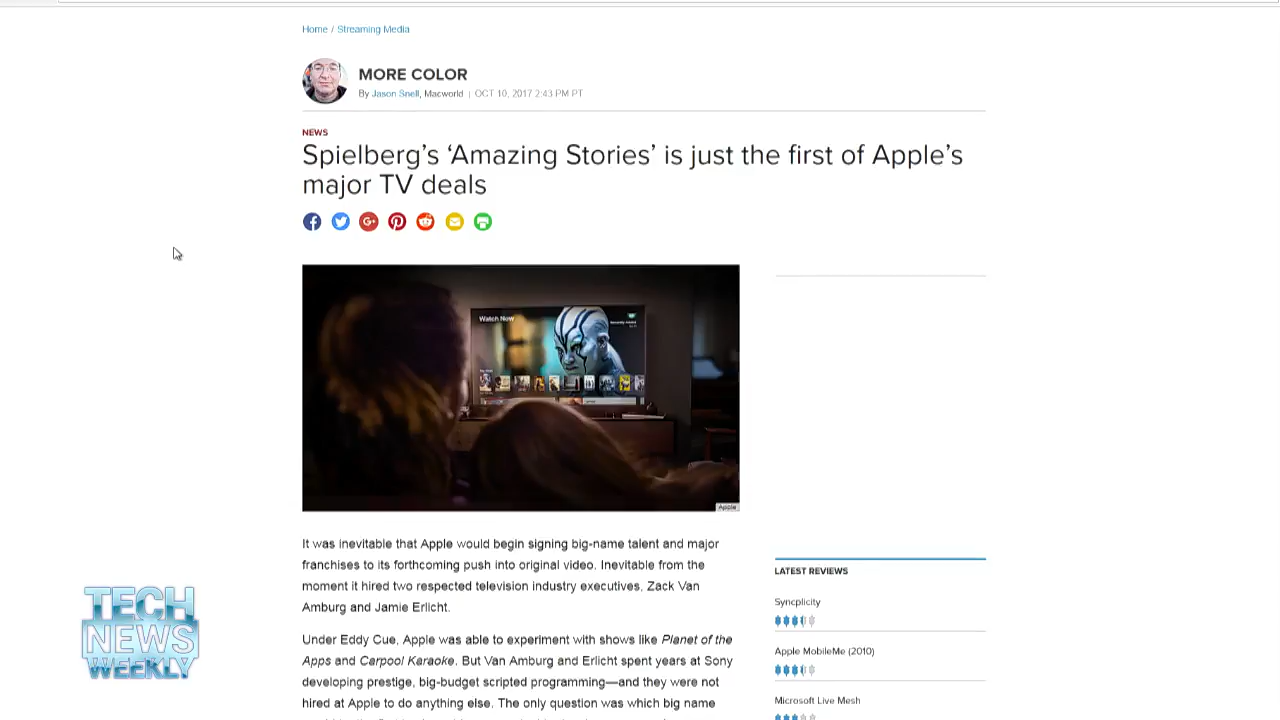 Home / Streaming Media
MORE COLOR
By Jason Snell, Macworld | OCT 10, 2017 2:43 PM PT
NEWS
Spielberg's ‘Amazing Stories’ is just the first of Apple's
major TV deals
Watch Now
Apple
It was inevitable that Apple would begin signing big-name talent and major
franchises to its forthcoming push into original video. Inevitable from the
moment it hired two respected television industry executives, Zack Van
Amburg and Jamie Erlicht.
Under Eddy Cue, Apple was able to experiment with shows like Planet of the
Apps and Carpool Karaoke. But Van Amburg and Erlicht spent years at Sony
developing prestige, big-budget scripted programming—and they were not
hired at Apple to do anything else. The only question was which big name
LATEST REVIEWS
Syncplicity
Apple MobileMe (2010)
Microsoft Live Mesh
TECH
NEWS
WEEKLY